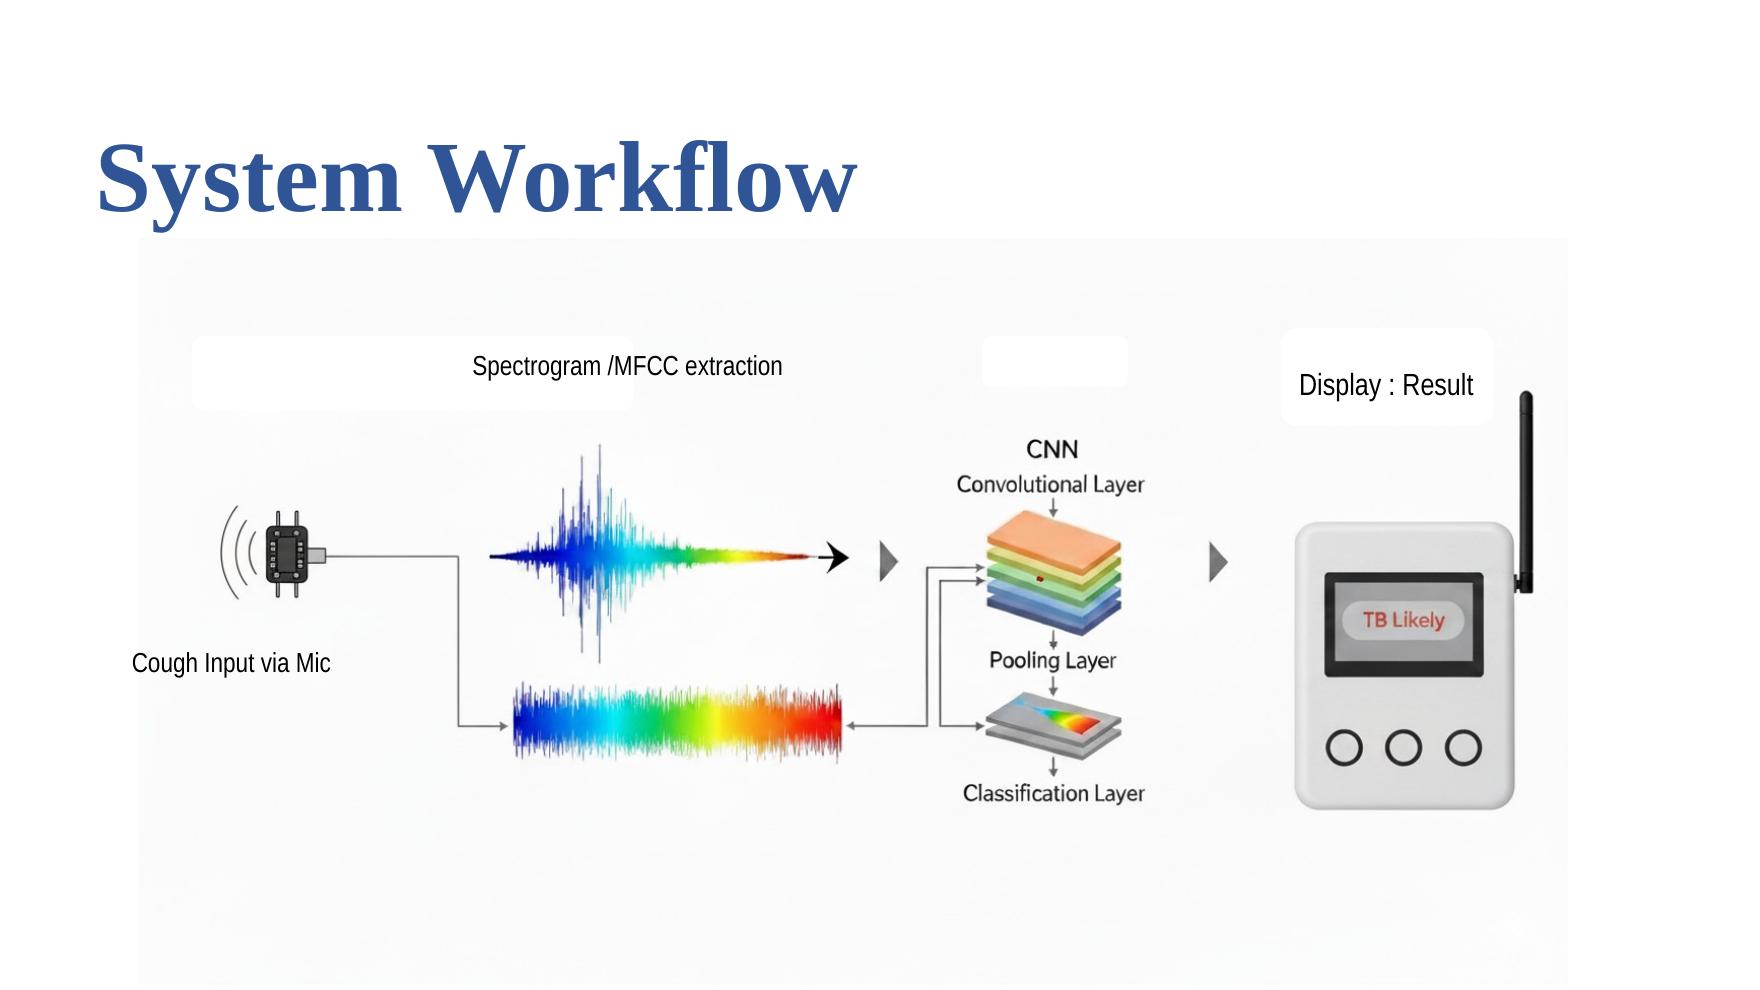 System Workflow
Spectrogram /MFCC extraction
Display : Result
CNN
Convolutional Layer
TB Likely
Cough Input via Mic
Pooling Layer
Classification Layer